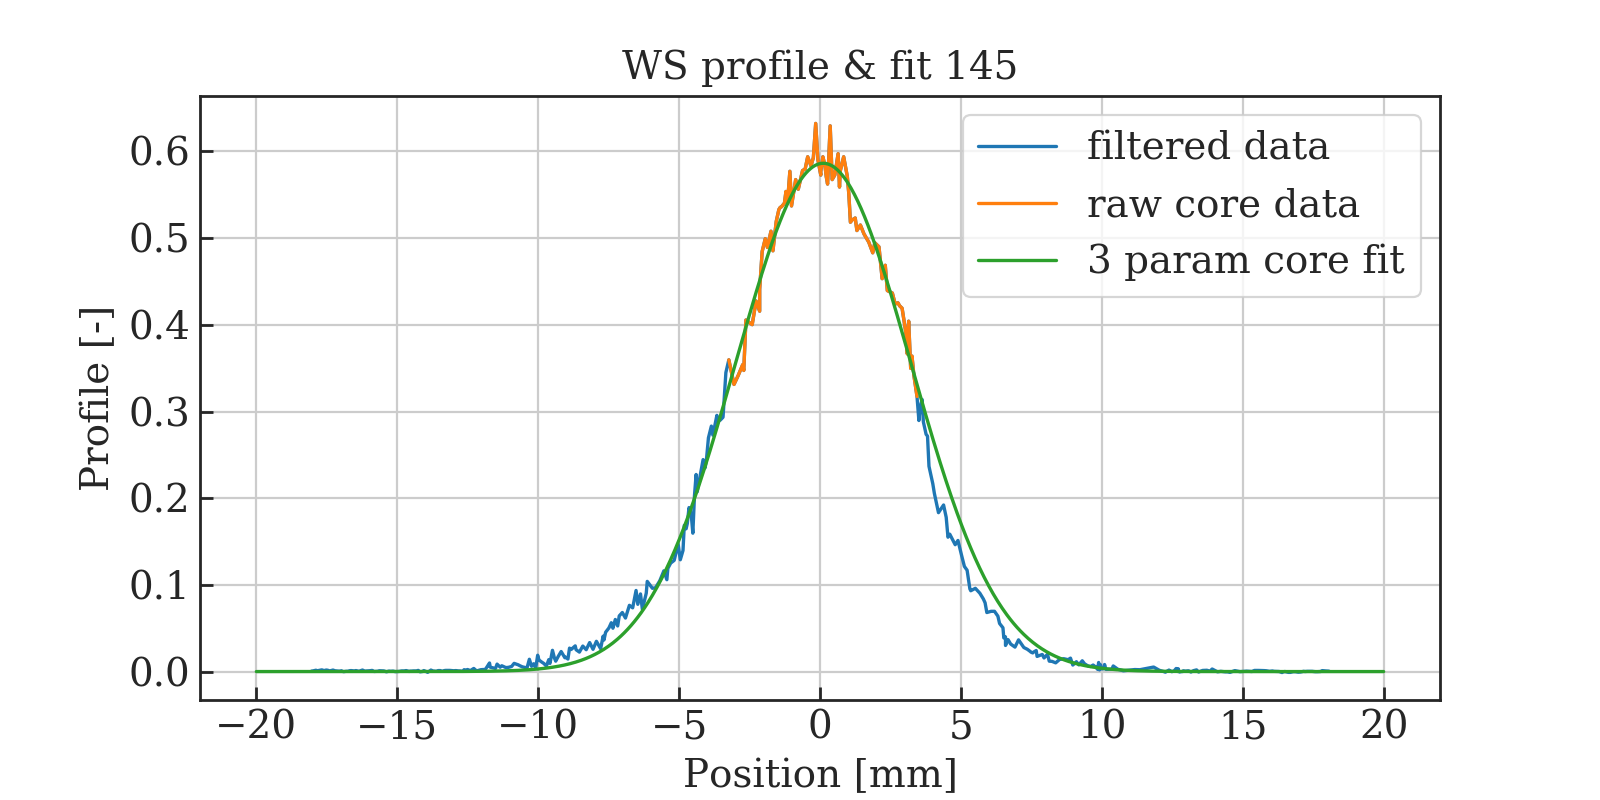 WS profile & fit 145
filtered data
raw core data
3 param core fit
Profile [-]
0.6
0.5
0.4
0.3
0.2
0.1
0.0
−20 −15 −10 −5 0 5 10 15 20
Position [mm]